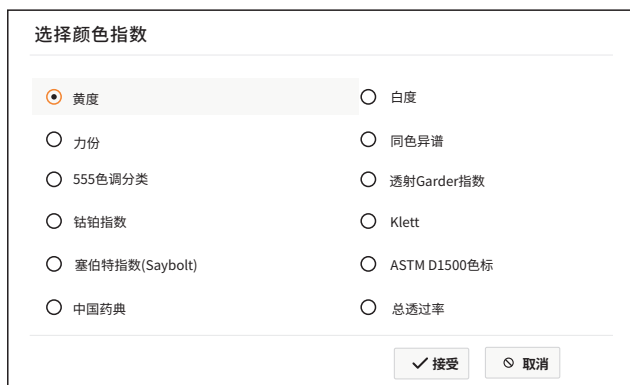 选择颜色指数
黄度
白度
力份
同色异谱
555色调分类
透射Garder指数
钴铂指数
Klett
塞伯特指数(Saybolt)
ASTM D1500色标
中国药典
总透过率
接受
取消